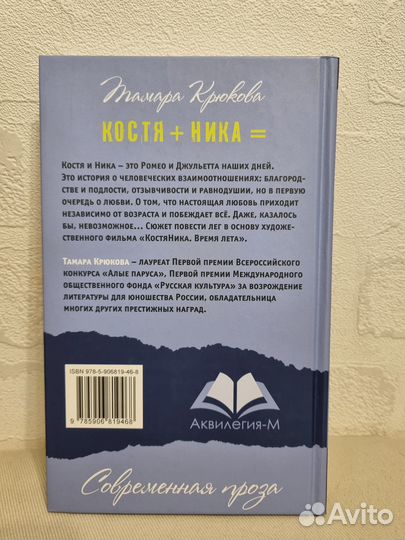 Тамара Крюкова
КОСТЯ + НИКА =
КОСТЯ И НИКА – ЭТО РОМЕО И ДЖУЛЬЕТТА НАШИХ ДНЕЙ.
ЭТО ИСТОРИЯ О ЧЕЛОВЕЧЕСКИХ ВЗАИМООТНОШЕНИЯХ: БЛАГОРОД-
СТВЕ И ПОДЛОСТИ, ОТЗЫВЧИВОСТИ И РАВНОДУШИИ, НО В ПЕРВУЮ
ОЧЕРЕДЬ О ЛЮБВИ. О ТОМ, ЧТО НАСТОЯЩАЯ ЛЮБОВЬ ПРИХОДИТ
НЕЗАВИСИМО ОТ ВОЗРАСТА И ПОБЕЖДАЕТ ВСЁ. ДАЖЕ, КАЗАЛОСЬ
БЫ, НЕВОЗМОЖНОЕ... СЮЖЕТ ПОВЕСТИ ЛЕГ В ОСНОВУ ХУДОЖЕ-
СТВЕННОГО ФИЛЬМА «КОСТЯНИКА. ВРЕМЯ ЛЕТА».
ТАМАРА КРЮКОВА – ЛАУРЕАТ ПЕРВОЙ ПРЕМИИ ВСЕРОССИЙСКОГО
КОНКУРСА «АЛЫЕ ПАРУСА», ПЕРВОЙ ПРЕМИИ МЕЖДУНАРОДНОГО
ОБЩЕСТВЕННОГО ФОНДА «РУССКАЯ КУЛЬТУРА» ЗА ВОЗРОЖДЕНИЕ
ЛИТЕРАТУРЫ ДЛЯ ЮНОШЕСТВА РОССИИ, ОБЛАДАТЕЛЬНИЦА
МНОГИХ ДРУГИХ ПРЕСТИЖНЫХ НАГРАД.
ISBN 978-5-906819-46-8
9 785906 819468
Аквилегия-М
Современная проза
Avito